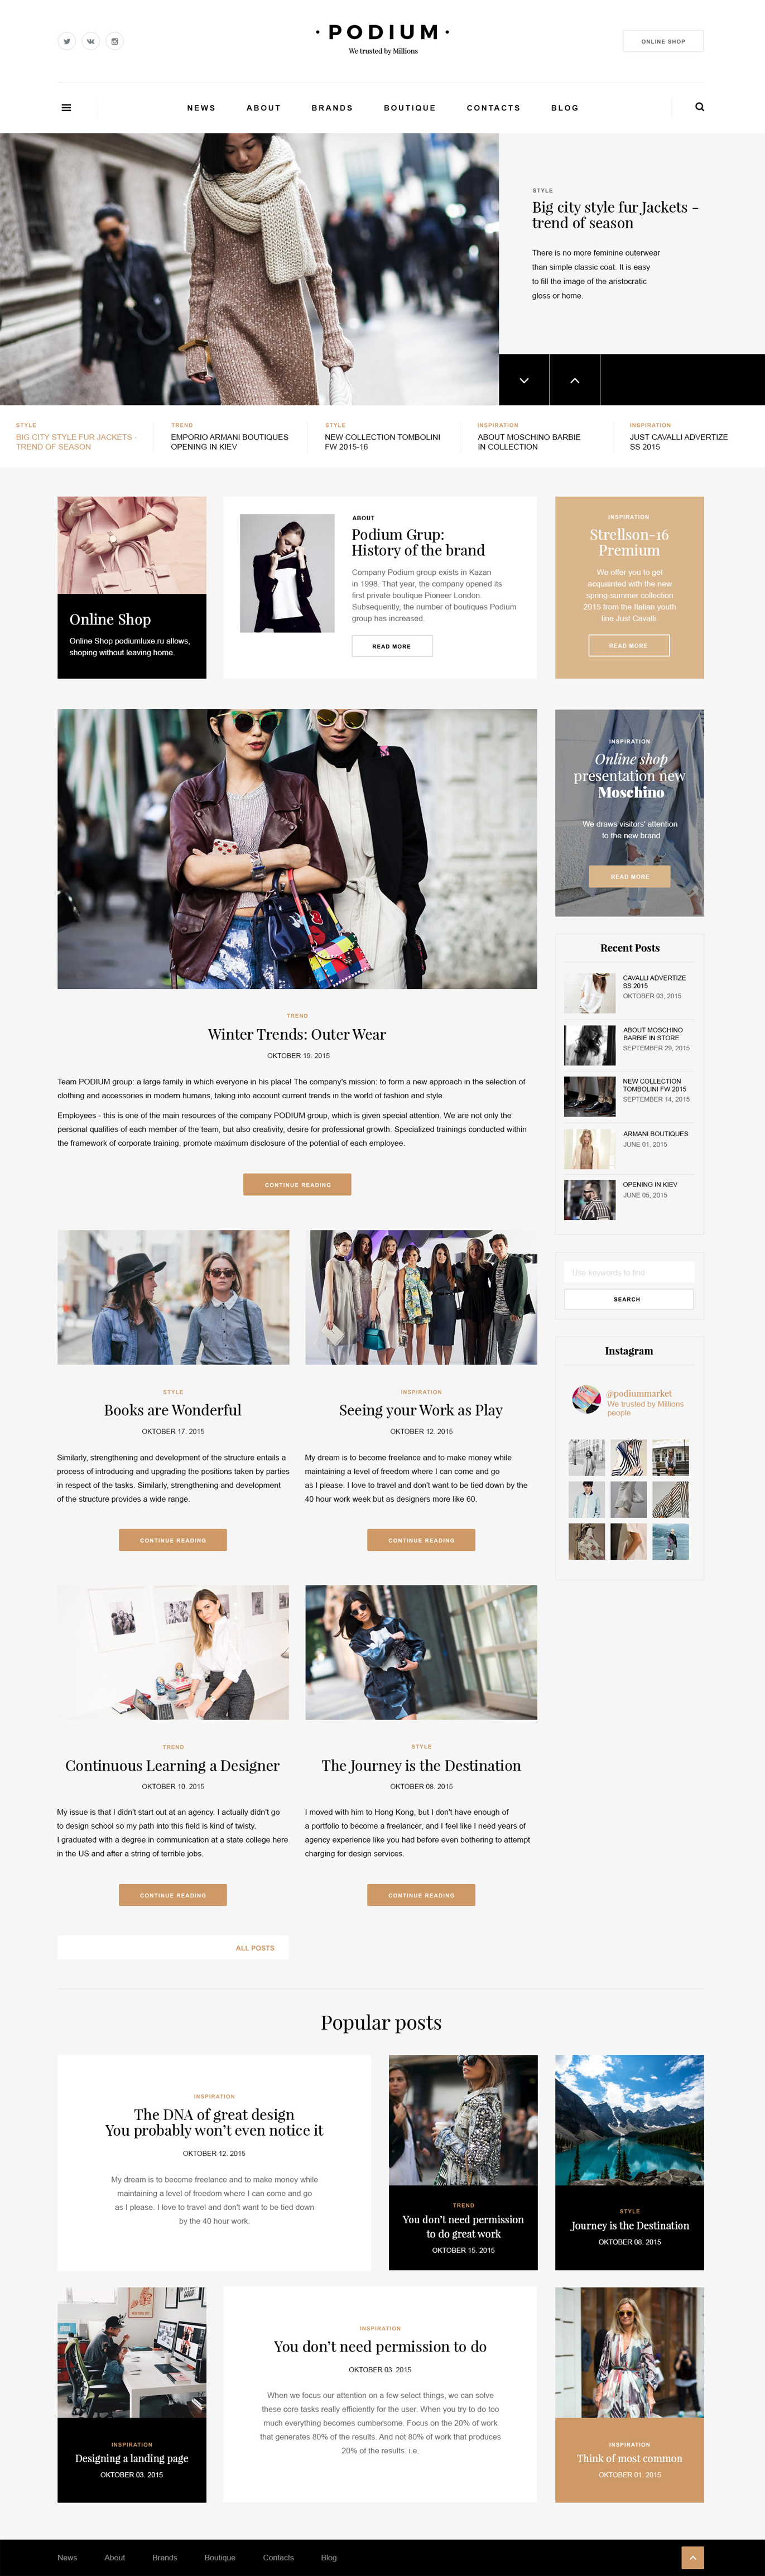 · PODIUM ·
We trusted by Millions
ONLINE SHOP
NEWS ABOUT BRANDS BOUTIQUE CONTACTS BLOG
STYLE
Big city style fur Jackets -
trend of season
There is no more feminine outerwear
than simple classic coat. It is easy
to fill the image of the aristocratic
gloss or home.
STYLE
BIG CITY STYLE FUR JACKETS -
TREND OF SEASON
TREND
EMPORIO ARMANI BOUTIQUES
OPENING IN KIEV
STYLE
NEW COLLECTION TOMBOLINI
FW 2015-16
INSPIRATION
ABOUT MOSCHINO BARBIE
IN COLLECTION
INSPIRATION
JUST CAVALLI ADVERTIZE
SS 2015
Online Shop
Online Shop podiumluxe.ru allows,
shoping without leaving home.
ABOUT
Podium Grup:
History of the brand
Company Podium group exists in Kazan
in 1998. That year, the company opened its
first private boutique Pioneer London.
Subsequently, the number of boutiques Podium
group has increased.
READ MORE
INSPIRATION
Strellson-16
Premium
We offer you to get
acquainted with the new
spring-summer collection
2015 from the Italian youth
line Just Cavalli.
READ MORE
TREND
Winter Trends: Outer Wear
OKTOBER 19. 2015
Team PODIUM group: a large family in which everyone in his place! The company's mission: to form a new approach in the selection of
clothing and accessories in modern humans, taking into account current trends in the world of fashion and style.
Employees - this is one of the main resources of the company PODIUM group, which is given special attention. We are not only the
personal qualities of each member of the team, but also creativity, desire for professional growth. Specialized trainings conducted within
the framework of corporate training, promote maximum disclosure of the potential of each employee.
CONTINUE READING
INSPIRATION
Online shop
presentation new
Moschino
We draws visitors' attention
to the new brand
READ MORE
Recent Posts
CAVALLI ADVERTIZE
SS 2015
OKTOBER 03, 2015
ABOUT MOSCHINO
BARBIE IN STORE
SEPTEMBER 29, 2015
NEW COLLECTION
TOMBOLINI FW 2015
SEPTEMBER 14, 2015
ARMANI BOUTIQUES
JUNE 01, 2015
OPENING IN KIEV
JUNE 05, 2015
Use keywords to find
SEARCH
Instagram
@podiummarket
We trusted by Millions
people
STYLE
Books are Wonderful
OKTOBER 17. 2015
Similarly, strengthening and development of the structure entails a
process of introducing and upgrading the positions taken by parties
in respect of the tasks. Similarly, strengthening and development
of the structure provides a wide range.
CONTINUE READING
INSPIRATION
Seeing your Work as Play
OKTOBER 12. 2015
My dream is to become freelance and to make money while
maintaining a level of freedom where I can come and go
as I please. I love to travel and don't want to be tied down by the
40 hour work week but as designers more like 60.
CONTINUE READING
TREND
Continuous Learning a Designer
OKTOBER 10. 2015
My issue is that I didn't start out at an agency. I actually didn't go
to design school so my path into this field is kind of twisty.
I graduated with a degree in communication at a state college here
in the US and after a string of terrible jobs.
CONTINUE READING
STYLE
The Journey is the Destination
OKTOBER 08. 2015
I moved with him to Hong Kong, but I don't have enough of
a portfolio to become a freelancer, and I feel like I need years of
agency experience like you had before even bothering to attempt
charging for design services.
CONTINUE READING
ALL POSTS
Popular posts
INSPIRATION
The DNA of great design
You probably won't even notice it
OKTOBER 12. 2015
My dream is to become freelance and to make money while
maintaining a level of freedom where I can come and go
as I please. I love to travel and don't want to be tied down
by the 40 hour work.
TREND
You don't need permission
to do great work
OKTOBER 15. 2015
STYLE
Journey is the Destination
OKTOBER 08. 2015
INSPIRATION
Designing a landing page
OKTOBER 03. 2015
INSPIRATION
You don't need permission to do
OKTOBER 03. 2015
When we focus our attention on a few select things, we can solve
these core tasks really efficiently for the user. When you try to do too
much everything becomes cumbersome. Focus on the 20% of work
that generates 80% of the results. And not 80% of work that produces
20% of the results. i.e.
INSPIRATION
Think of most common
OKTOBER 01. 2015
News About Brands Boutique Contacts Blog